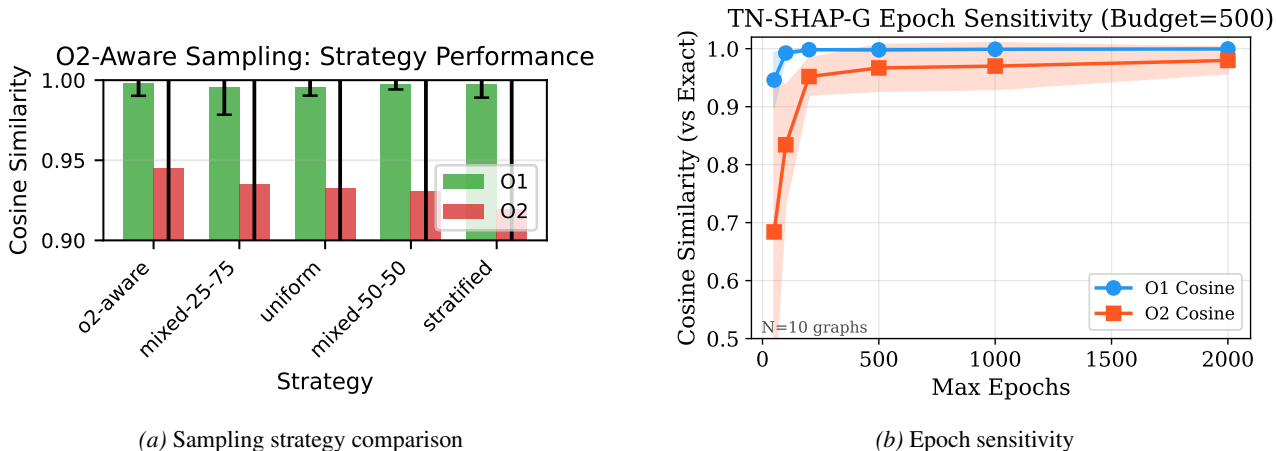 O2-Aware Sampling: Strategy Performance
Cosine Similarity
1.00
0.95
0.90
O1
O2
o2-aware
mixed-25-75
uniform
mixed-50-50
stratified
Strategy
(a) Sampling strategy comparison
TN-SHAP-G Epoch Sensitivity (Budget=500)
Cosine Similarity (vs Exact)
1.0
0.9
0.8
0.7
0.6
0.5
N=10 graphs
O1 Cosine
O2 Cosine
0
500
1000
1500
2000
Max Epochs
(b) Epoch sensitivity